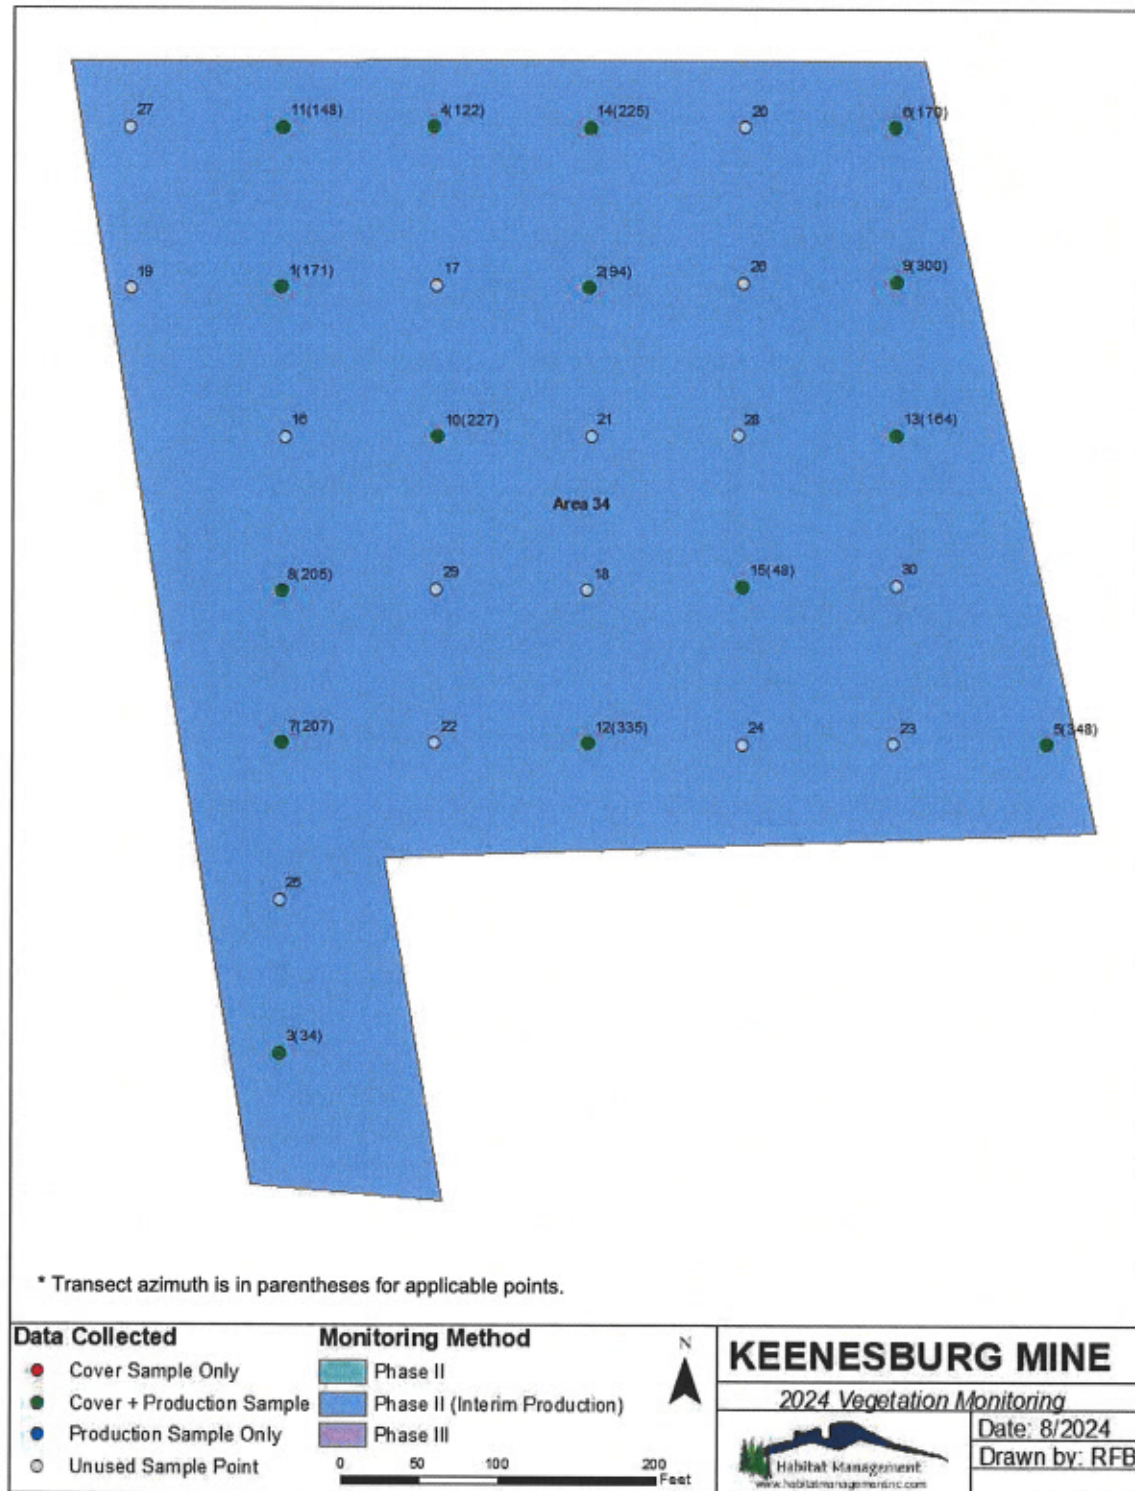 27 11(148) 4(122) 14(225) 20 6(170)
19 1(171) 17 2(94) 26 9(300)
16 10(227) 21 28 13(164)
Area 34
8(205) 29 18 15(48) 30
7(207) 22 12(335) 24 23 5(348)
25
3(34)
* Transect azimuth is in parentheses for applicable points.
Data Collected
Cover Sample Only
Cover + Production Sample
Production Sample Only
Unused Sample Point
Monitoring Method
Phase II
Phase II (Interim Production)
Phase III
N
0 50 100 200
Feet
KEENESBURG MINE
2024 Vegetation Monitoring
Habitat Management
www.habitatmanagementinc.com
Date: 8/2024
Drawn by: RFB